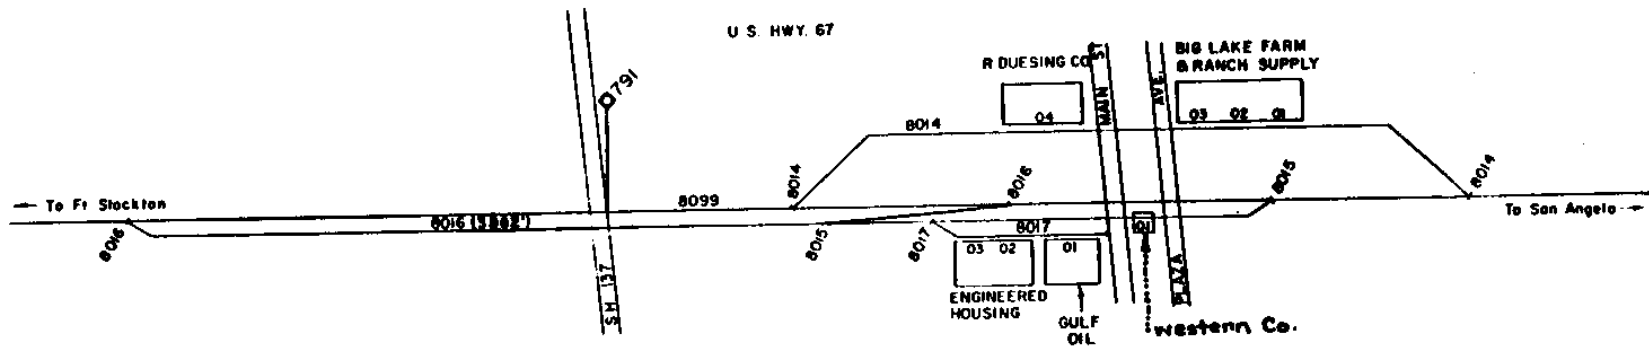 U S. HWY. 67
791
R DUESING CO
MAIN ST
PLAZA AVE.
BIG LAKE FARM
& RANCH SUPPLY
04
03 02 01
8014
8014
8016
8015
8014
← To Ft Stockton
8099
To San Angelo →
8016
8016 (3882')
8015
8017
8017
01
SH 137
03 02
01
ENGINEERED
HOUSING
GULF
OIL
Western Co.